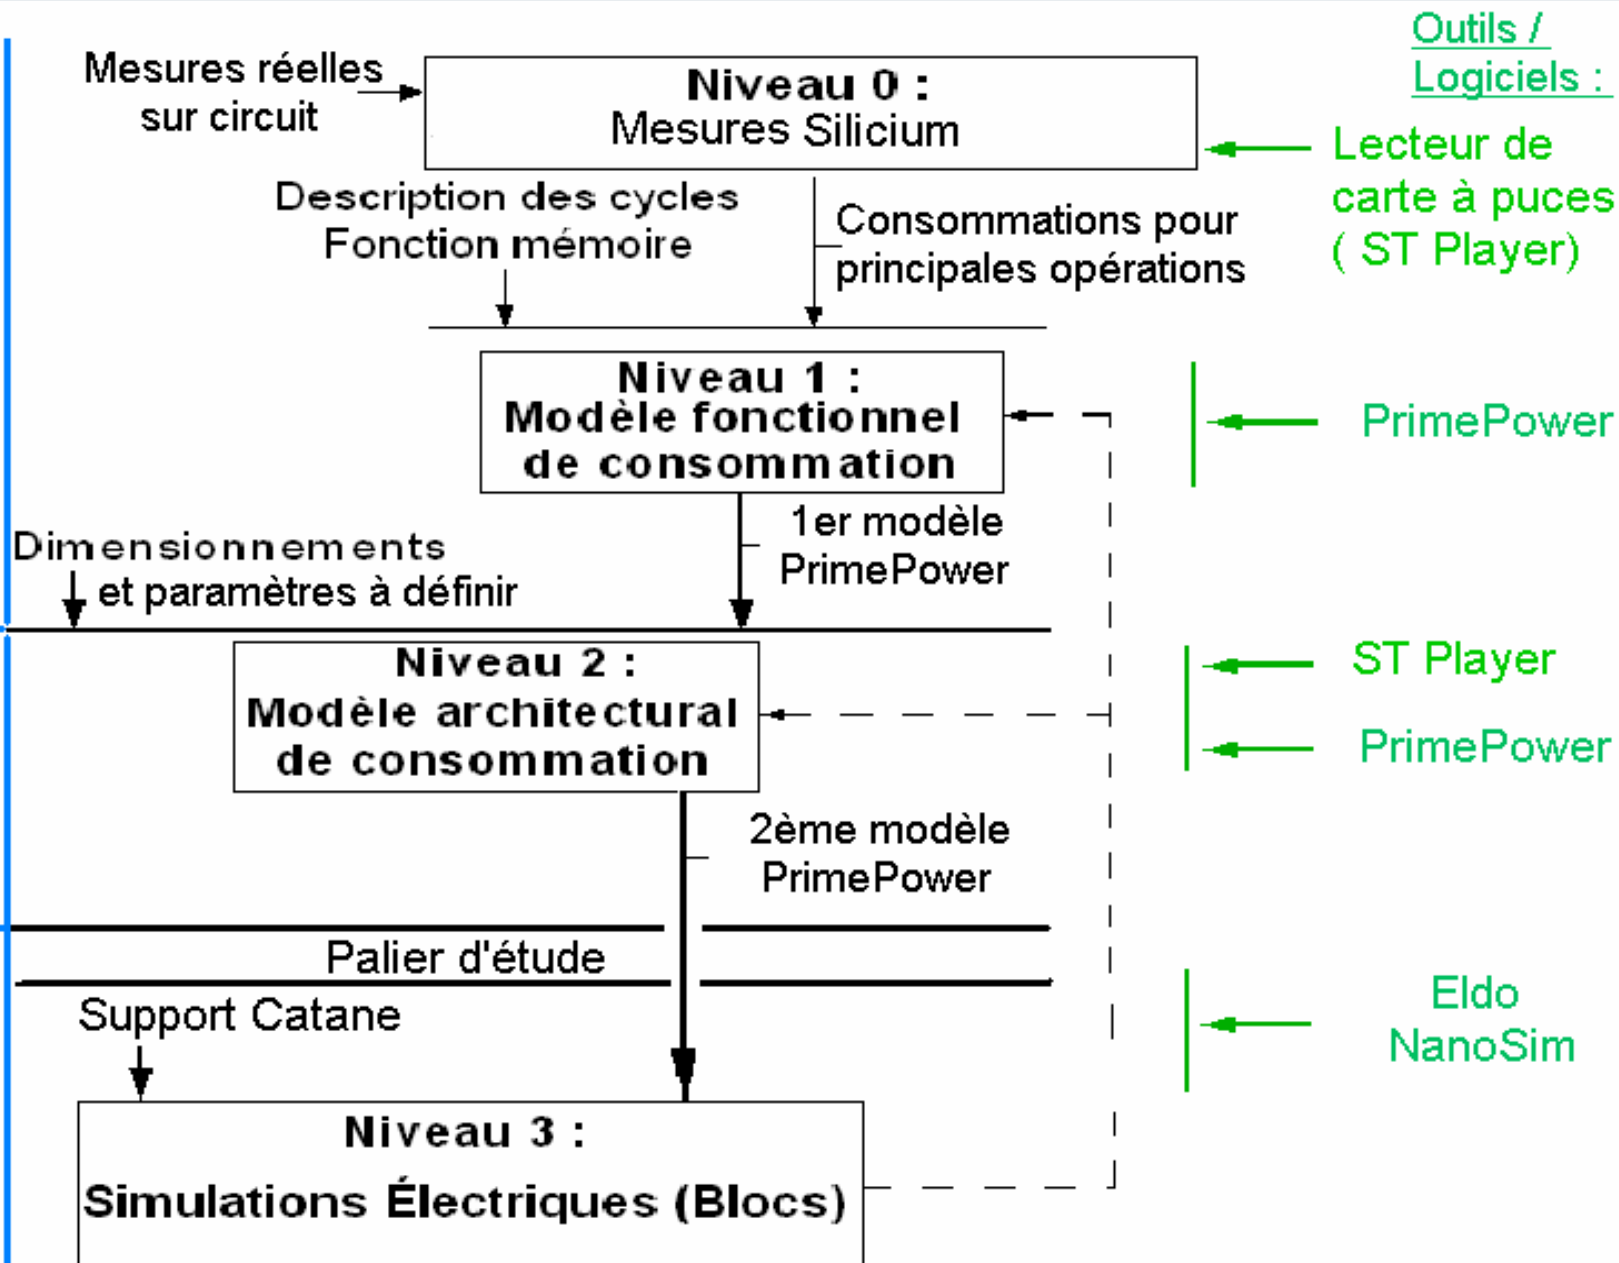 Outils /
Logiciels :
Mesures réelles
sur circuit
Niveau 0 :
Mesures Silicium
Lecteur de
carte à puces
( ST Player)
Description des cycles
Fonction mémoire
Consommations pour
principales opérations
Niveau 1 :
Modèle fonctionnel
de consommation
PrimePower
1er modèle
PrimePower
Dimensionnements
et paramètres à définir
Niveau 2 :
Modèle architectural
de consommation
ST Player
PrimePower
2ème modèle
PrimePower
Palier d'étude
Support Catane
Eldo
NanoSim
Niveau 3 :
Simulations Électriques (Blocs)